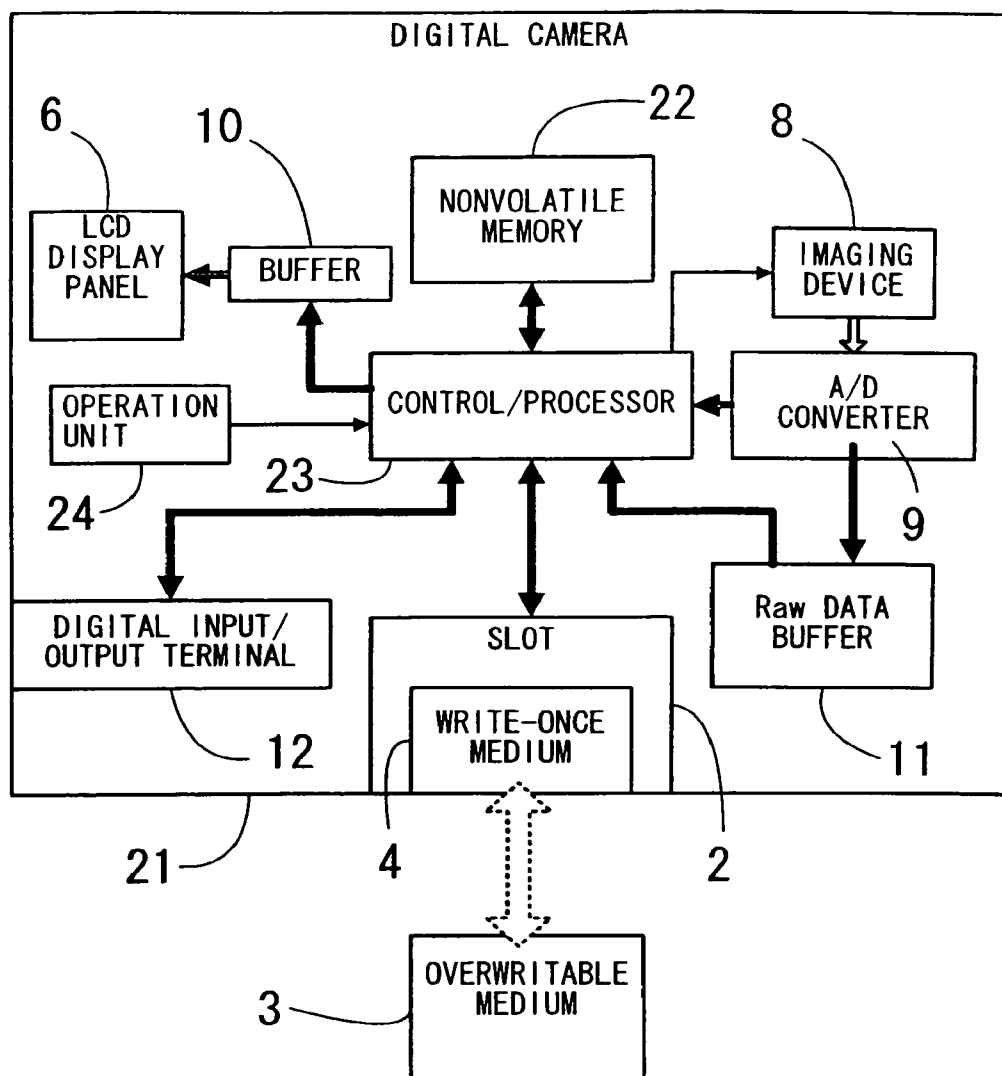 DIGITAL CAMERA
6
10
22
8
LCD
DISPLAY
PANEL
BUFFER
NONVOLATILE
MEMORY
IMAGING
DEVICE
OPERATION
UNIT
CONTROL/PROCESSOR
A/D
CONVERTER
24
23
9
DIGITAL INPUT/
OUTPUT TERMINAL
SLOT
Raw DATA
BUFFER
WRITE-ONCE
MEDIUM
12
11
21
4
2
OVERWRITABLE
MEDIUM
3